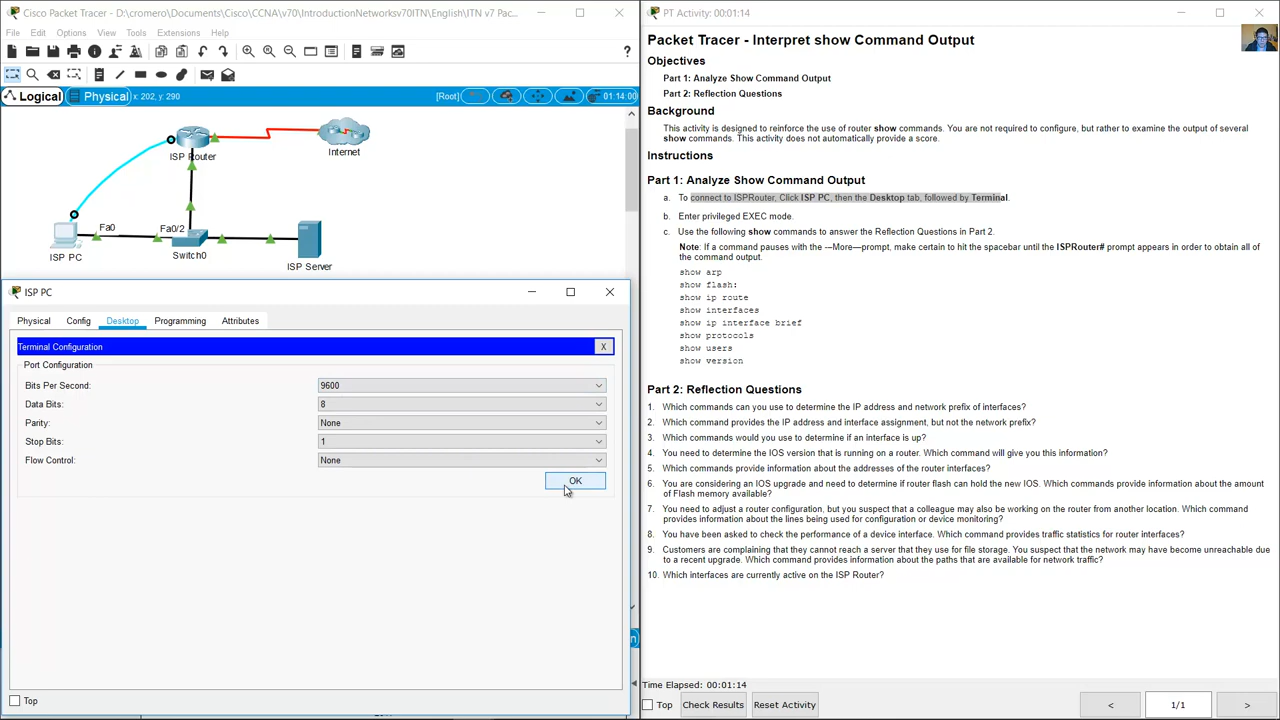 Cisco Packet Tracer - C:\Users\cromero\Documents\Cisco\CCNA\v70\IntroductionNetworksv70ITN\English\ITN v7 Pac...
File Edit Options View Tools Extensions Help
?
Logical Physical x: 202, y: 290 [Root] 01:14:00
ISP Router
Internet
Fa0
Fa0/2
ISP PC
Switch0
ISP Server
ISP PC
Physical Config Desktop Programming Attributes
Terminal Configuration X
Port Configuration
Bits Per Second: 9600
Data Bits: 8
Parity: None
Stop Bits: 1
Flow Control: None
OK
Top
PT Activity: 00:01:14
Packet Tracer - Interpret show Command Output
Objectives
Part 1: Analyze Show Command Output
Part 2: Reflection Questions
Background
This activity is designed to reinforce the use of router show commands. You are not required to configure, but rather to examine the output of several
show commands. This activity does not automatically provide a score.
Instructions
Part 1: Analyze Show Command Output
a. To connect to ISPRouter, Click ISP PC, then the Desktop tab, followed by Terminal.
b. Enter privileged EXEC mode.
c. Use the following show commands to answer the Reflection Questions in Part 2.
Note: If a command pauses with the -–More—prompt, make certain to hit the spacebar until the ISPRouter# prompt appears in order to obtain all of
the command output.
show arp
show flash:
show ip route
show interfaces
show ip interface brief
show protocols
show users
show version
Part 2: Reflection Questions
1. Which commands can you use to determine the IP address and network prefix of interfaces?
2. Which command provides the IP address and interface assignment, but not the network prefix?
3. Which commands would you use to determine if an interface is up?
4. You need to determine the IOS version that is running on a router. Which command will give you this information?
5. Which commands provide information about the addresses of the router interfaces?
6. You are considering an IOS upgrade and need to determine if router flash can hold the new IOS. Which commands provide information about the amount
of Flash memory available?
7. You need to adjust a router configuration, but you suspect that a colleague may also be working on the router from another location. Which command
provides information about the lines being used for configuration or device monitoring?
8. You have been asked to check the performance of a device interface. Which command provides traffic statistics for router interfaces?
9. Customers are complaining that they cannot reach a server that they use for file storage. You suspect that the network may have become unreachable due
to a recent upgrade. Which command provides information about the paths that are available for network traffic?
10. Which interfaces are currently active on the ISP Router?
Time Elapsed: 00:01:14
Top Check Results Reset Activity < 1/1 >